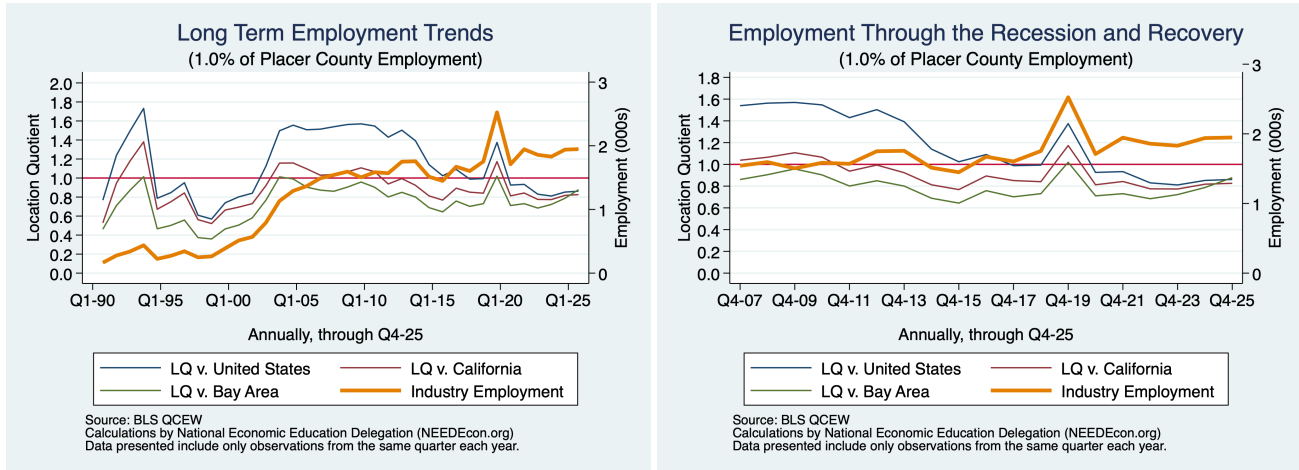 Long Term Employment Trends
(1.0% of Placer County Employment)
Location Quotient
2.0
1.8
1.6
1.4
1.2
1.0
0.8
0.6
0.4
0.2
0.0
3
2
1
0
Employment (000s)
Q1-90 Q1-95 Q1-00 Q1-05 Q1-10 Q1-15 Q1-20 Q1-25
Annually, through Q4-25
LQ v. United States LQ v. California
LQ v. Bay Area Industry Employment
Source: BLS QCEW
Calculations by National Economic Education Delegation (NEEDEcon.org)
Data presented include only observations from the same quarter each year.
Employment Through the Recession and Recovery
(1.0% of Placer County Employment)
Location Quotient
1.8
1.6
1.4
1.2
1.0
0.8
0.6
0.4
0.2
0.0
3
2
1
0
Employment (000s)
Q4-07 Q4-09 Q4-11 Q4-13 Q4-15 Q4-17 Q4-19 Q4-21 Q4-23 Q4-25
Annually, through Q4-25
LQ v. United States LQ v. California
LQ v. Bay Area Industry Employment
Source: BLS QCEW
Calculations by National Economic Education Delegation (NEEDEcon.org)
Data presented include only observations from the same quarter each year.